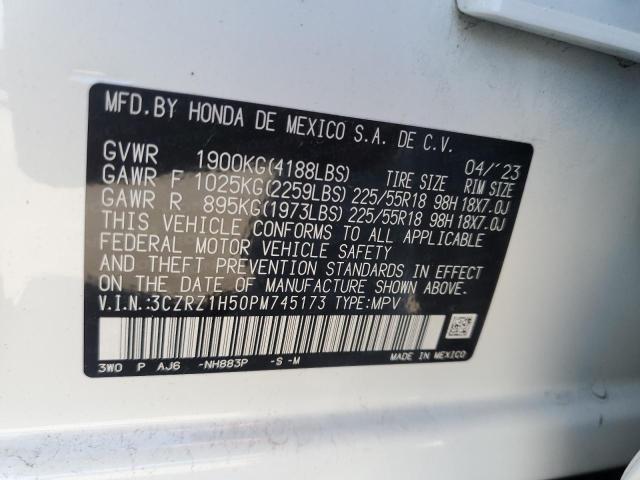 MFD.BY HONDA DE MEXICO S.A. DE C.V.
04/'23
GVWR 1900KG(4188LBS) TIRE SIZE RIM SIZE
GAWR F 1025KG(2259LBS) 225/55R18 98H 18X7.0J
GAWR R 895KG(1973LBS) 225/55R18 98H 18X7.0J
THIS VEHICLE CONFORMS TO ALL APPLICABLE
FEDERAL MOTOR VEHICLE SAFETY
AND THEFT PREVENTION STANDARDS IN EFFECT
ON THE DATE OF MANUFACTURE SHOWN ABOVE.
V.I.N.:3CZRZ1H50PM745173 TYPE:MPV
3W0 P AJ6 -NH883P -S -M MADE IN MEXICO